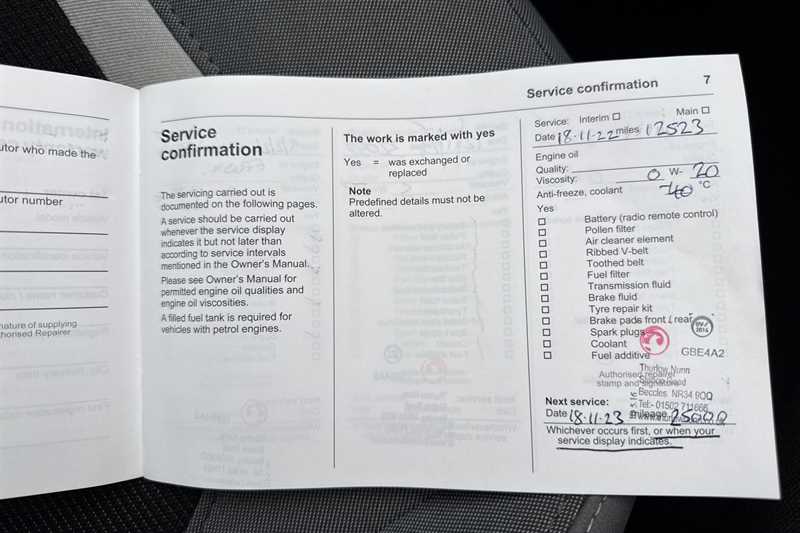 utor who made the
utor number
nature of supplying
thorised Repairer
Service
confirmation
The servicing carried out is
documented on the following pages.
A service should be carried out
whenever the service display
indicates it but not later than
according to service intervals
mentioned in the Owner's Manual.
Please see Owner's Manual for
permitted engine oil qualities and
engine oil viscosities.
A filled fuel tank is required for
vehicles with petrol engines.
The work is marked with yes
Yes = was exchanged or
replaced
Note
Predefined details must not be
altered.
Service confirmation 7
Service: Interim ☐ Main ☐
Date 18.11.22 miles 12523
Engine oil
Quality:
Viscosity: 0 W- 20
Anti-freeze, coolant -40 °C
Yes
☐ Battery (radio remote control)
☐ Pollen filter
☐ Air cleaner element
☐ Ribbed V-belt
☐ Toothed belt
☐ Fuel filter
☐ Transmission fluid
☐ Brake fluid
☐ Tyre repair kit
☐ Brake pads front / rear
☐ Spark plugs
☐ Coolant
☐ Fuel additive
GBE4A2
Authorised repairer
stamp and
Thurlow Nunn
Beccles. NR34 9QQ
Tel:- 01502 711666
Next service:
Date 18.11.23 mileage 25000
Whichever occurs first, or when your
service display indicates.